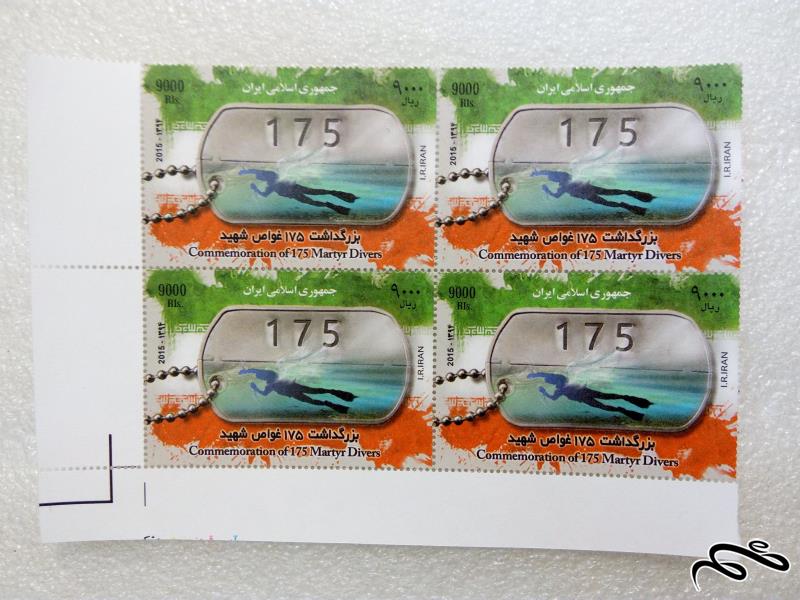 9000 جمهوری اسلامی ایران ۹۰۰۰
Rls. ریال
175
2015 - ۱۳۹۴
I.R.IRAN
بزرگداشت ۱۷۵ غواص شهید
Commemoration of 175 Martyr Divers
9000 جمهوری اسلامی ایران ۹۰۰۰
Rls. ریال
175
2015 - ۱۳۹۴
I.R.IRAN
بزرگداشت ۱۷۵ غواص شهید
Commemoration of 175 Martyr Divers
9000 جمهوری اسلامی ایران ۹۰۰۰
Rls. ریال
175
2015 - ۱۳۹۴
I.R.IRAN
بزرگداشت ۱۷۵ غواص شهید
Commemoration of 175 Martyr Divers
9000 جمهوری اسلامی ایران ۹۰۰۰
Rls. ریال
175
2015 - ۱۳۹۴
I.R.IRAN
بزرگداشت ۱۷۵ غواص شهید
Commemoration of 175 Martyr Divers